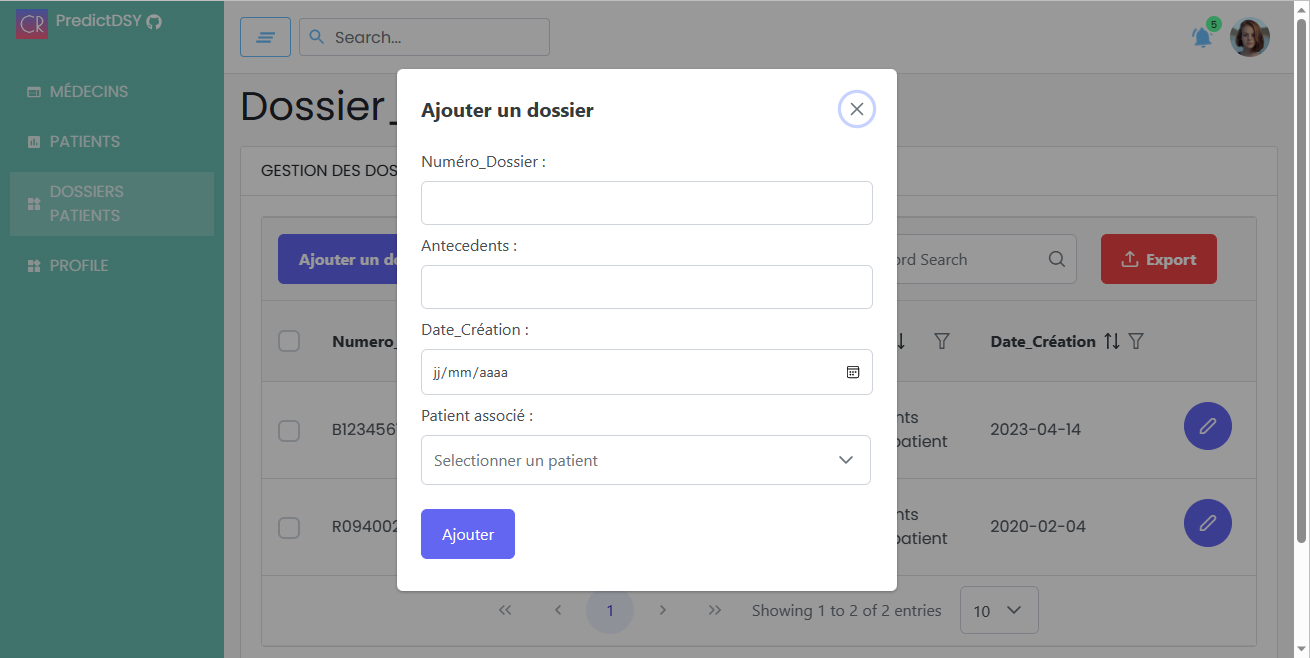 CR PredictDSY
Search...
5
MÉDECINS
PATIENTS
DOSSIERS
PATIENTS
PROFILE
Dossier_
GESTION DES DOS
Ajouter un do
rd Search
Export
Numero_
Date_Création
B123456
nts
patient
2023-04-14
R094002
nts
patient
2020-02-04
1
Showing 1 to 2 of 2 entries
10
Ajouter un dossier
Numéro_Dossier :
Antecedents :
Date_Création :
jj/mm/aaaa
Patient associé :
Selectionner un patient
Ajouter